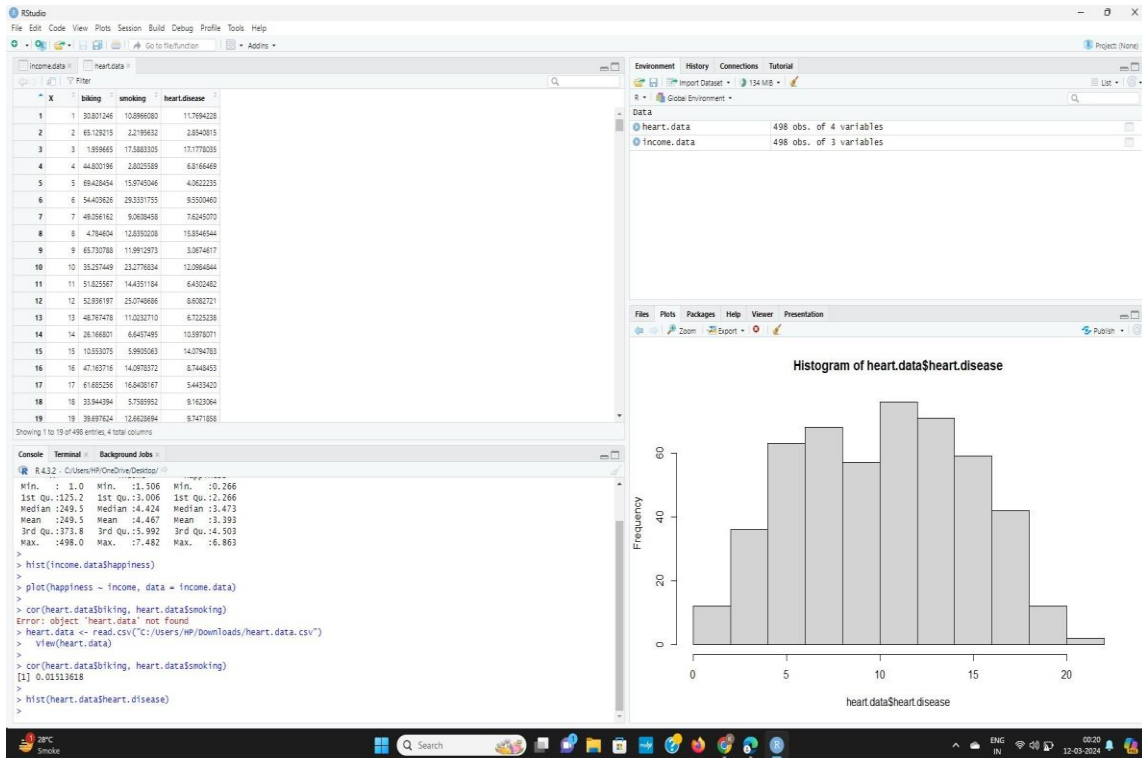 RStudio
File Edit Code View Plots Session Build Debug Profile Tools Help
Go to file/function Addins
Project: (None)
income.data heart.data
Filter
X biking smoking heart.disease
1 1 30.801246 10.8966080 11.7694228
2 2 65.129215 2.2195632 2.8540815
3 3 1.959665 17.5883305 17.1778035
4 4 44.800196 2.8025589 6.8166469
5 5 69.428454 15.9745046 4.0622235
6 6 54.403626 29.3331755 9.5500460
7 7 49.056162 9.0608458 7.6245070
8 8 4.784604 12.8350208 15.8546544
9 9 65.730788 11.9912973 3.0674617
10 10 35.257449 23.2776834 12.0984844
11 11 51.825567 14.4351184 6.4302482
12 12 52.936197 25.0748686 8.6082721
13 13 48.767478 11.0232710 6.7225238
14 14 26.166801 6.6457495 10.5978071
15 15 10.553075 5.9905063 14.0794783
16 16 47.163716 14.0978372 8.7448453
17 17 61.685256 16.8408167 5.4433420
18 18 33.944394 5.7585952 9.1623064
19 19 39.697624 12.6628694 9.7471858
Showing 1 to 19 of 498 entries, 4 total columns
Console Terminal Background Jobs
R 4.3.2 · C:/Users/HP/OneDrive/Desktop/
Min. : 1.0 Min. :1.506 Min. :0.266
1st Qu.:125.2 1st Qu.:3.006 1st Qu.:2.266
Median :249.5 Median :4.424 Median :3.473
Mean :249.5 Mean :4.467 Mean :3.393
3rd Qu.:373.8 3rd Qu.:5.992 3rd Qu.:4.503
Max. :498.0 Max. :7.482 Max. :6.863
>
> hist(income.data$happiness)
>
> plot(happiness ~ income, data = income.data)
>
> cor(heart.data$biking, heart.data$smoking)
Error: object 'heart.data' not found
> heart.data <- read.csv("C:/Users/HP/Downloads/heart.data.csv")
> View(heart.data)
>
> cor(heart.data$biking, heart.data$smoking)
[1] 0.01513618
>
> hist(heart.data$heart.disease)
>
Environment History Connections Tutorial
Import Dataset 134 MiB List
R Global Environment
Data
heart.data 498 obs. of 4 variables
income.data 498 obs. of 3 variables
Files Plots Packages Help Viewer Presentation
Zoom Export Publish
Histogram of heart.data$heart.disease
Frequency
60
40
20
0
0 5 10 15 20
heart.data$heart.disease
28°C
Smoke
Search
ENG
IN
00:20
12-03-2024